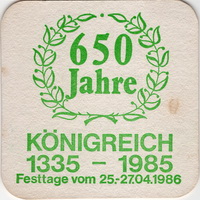 650
Jahre
KÖNIGREICH
1335 – 1985
Festtage vom 25.-27.04.1986